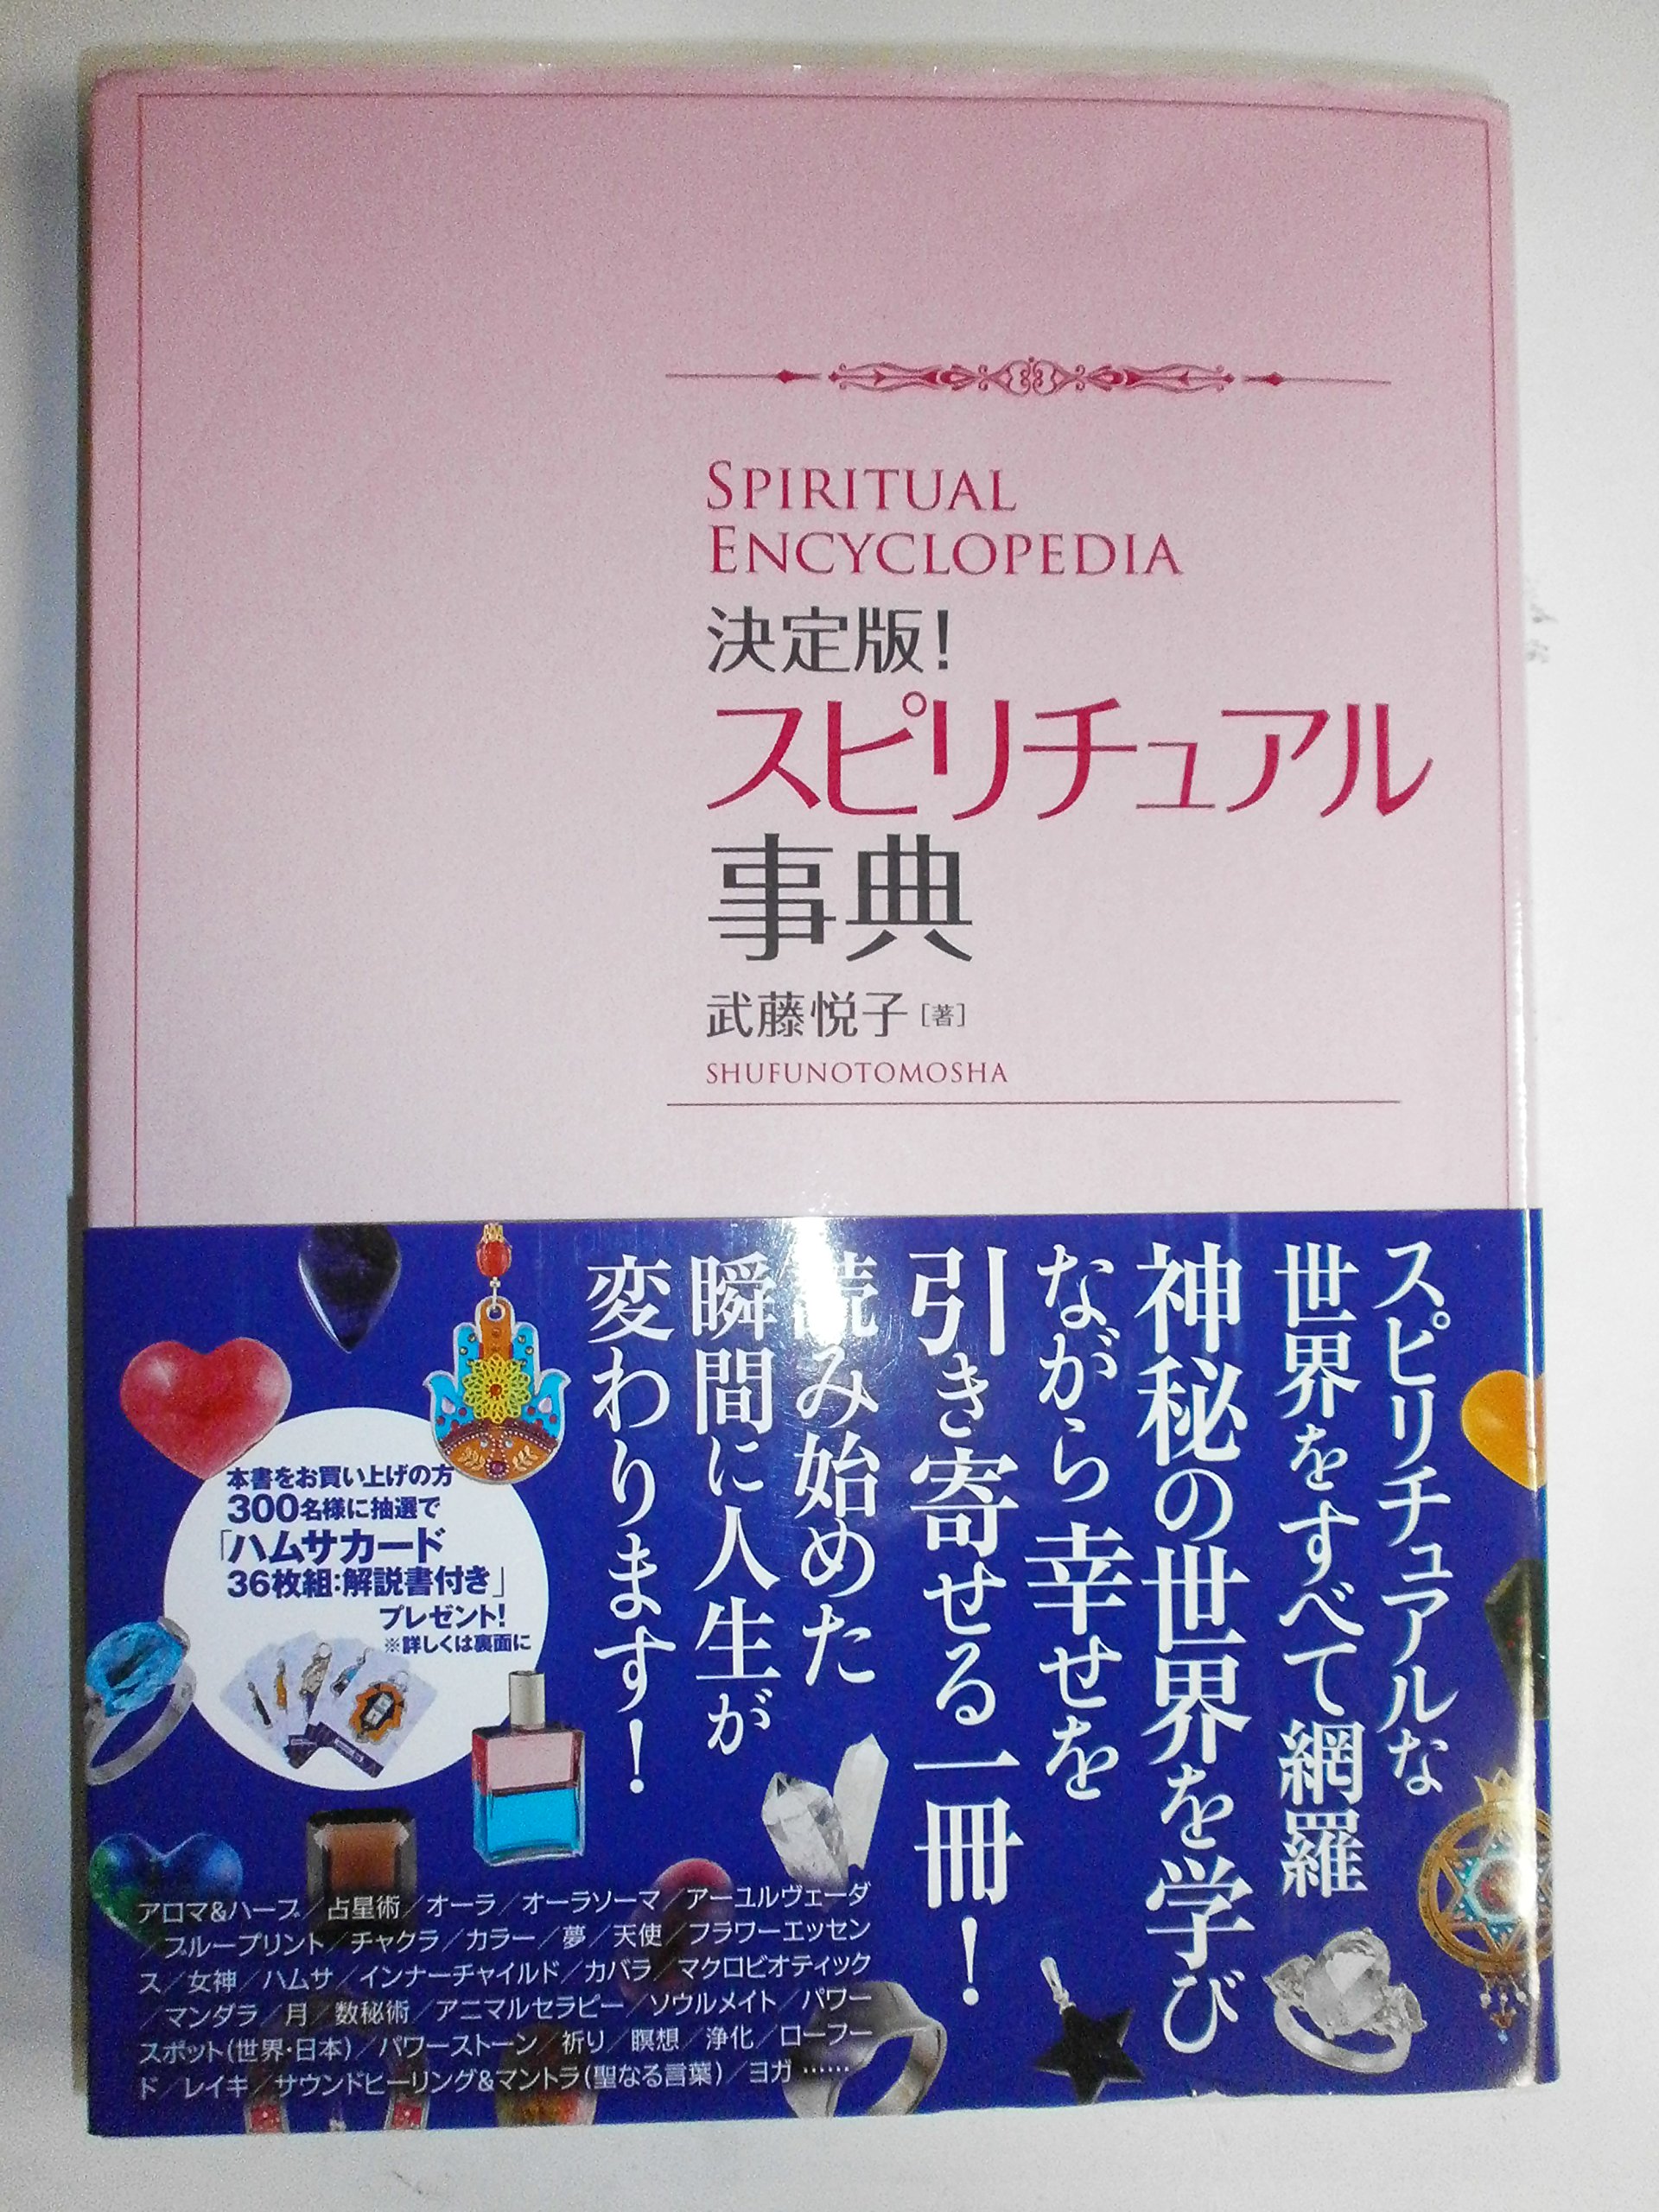 SPIRITUAL
ENCYCLOPEDIA
決定版!
スピリチュアル
事典
武藤悦子[著]
SHUFUNOTOMOSHA
スピリチュアルな
世界をすべて網羅
神秘の世界を学び
ながら幸せを
引き寄せる一冊!
読み始めた
瞬間に人生が
変わります!
本書をお買い上げの方
300名様に抽選で
「ハムサカード
36枚組:解説書付き」
プレゼント!
※詳しくは裏面に
アロマ&ハーブ/占星術/オーラ/オーラソーマ/アーユルヴェーダ
/ブループリント/チャクラ/カラー/夢/天使/フラワーエッセン
ス/女神/ハムサ/インナーチャイルド/カバラ/マクロビオティック
/マンダラ/月/数秘術/アニマルセラピー/ソウルメイト/パワー
スポット(世界・日本)/パワーストーン/祈り/瞑想/浄化/ローフー
ド/レイキ/サウンドヒーリング&マントラ(聖なる言葉)/ヨガ……